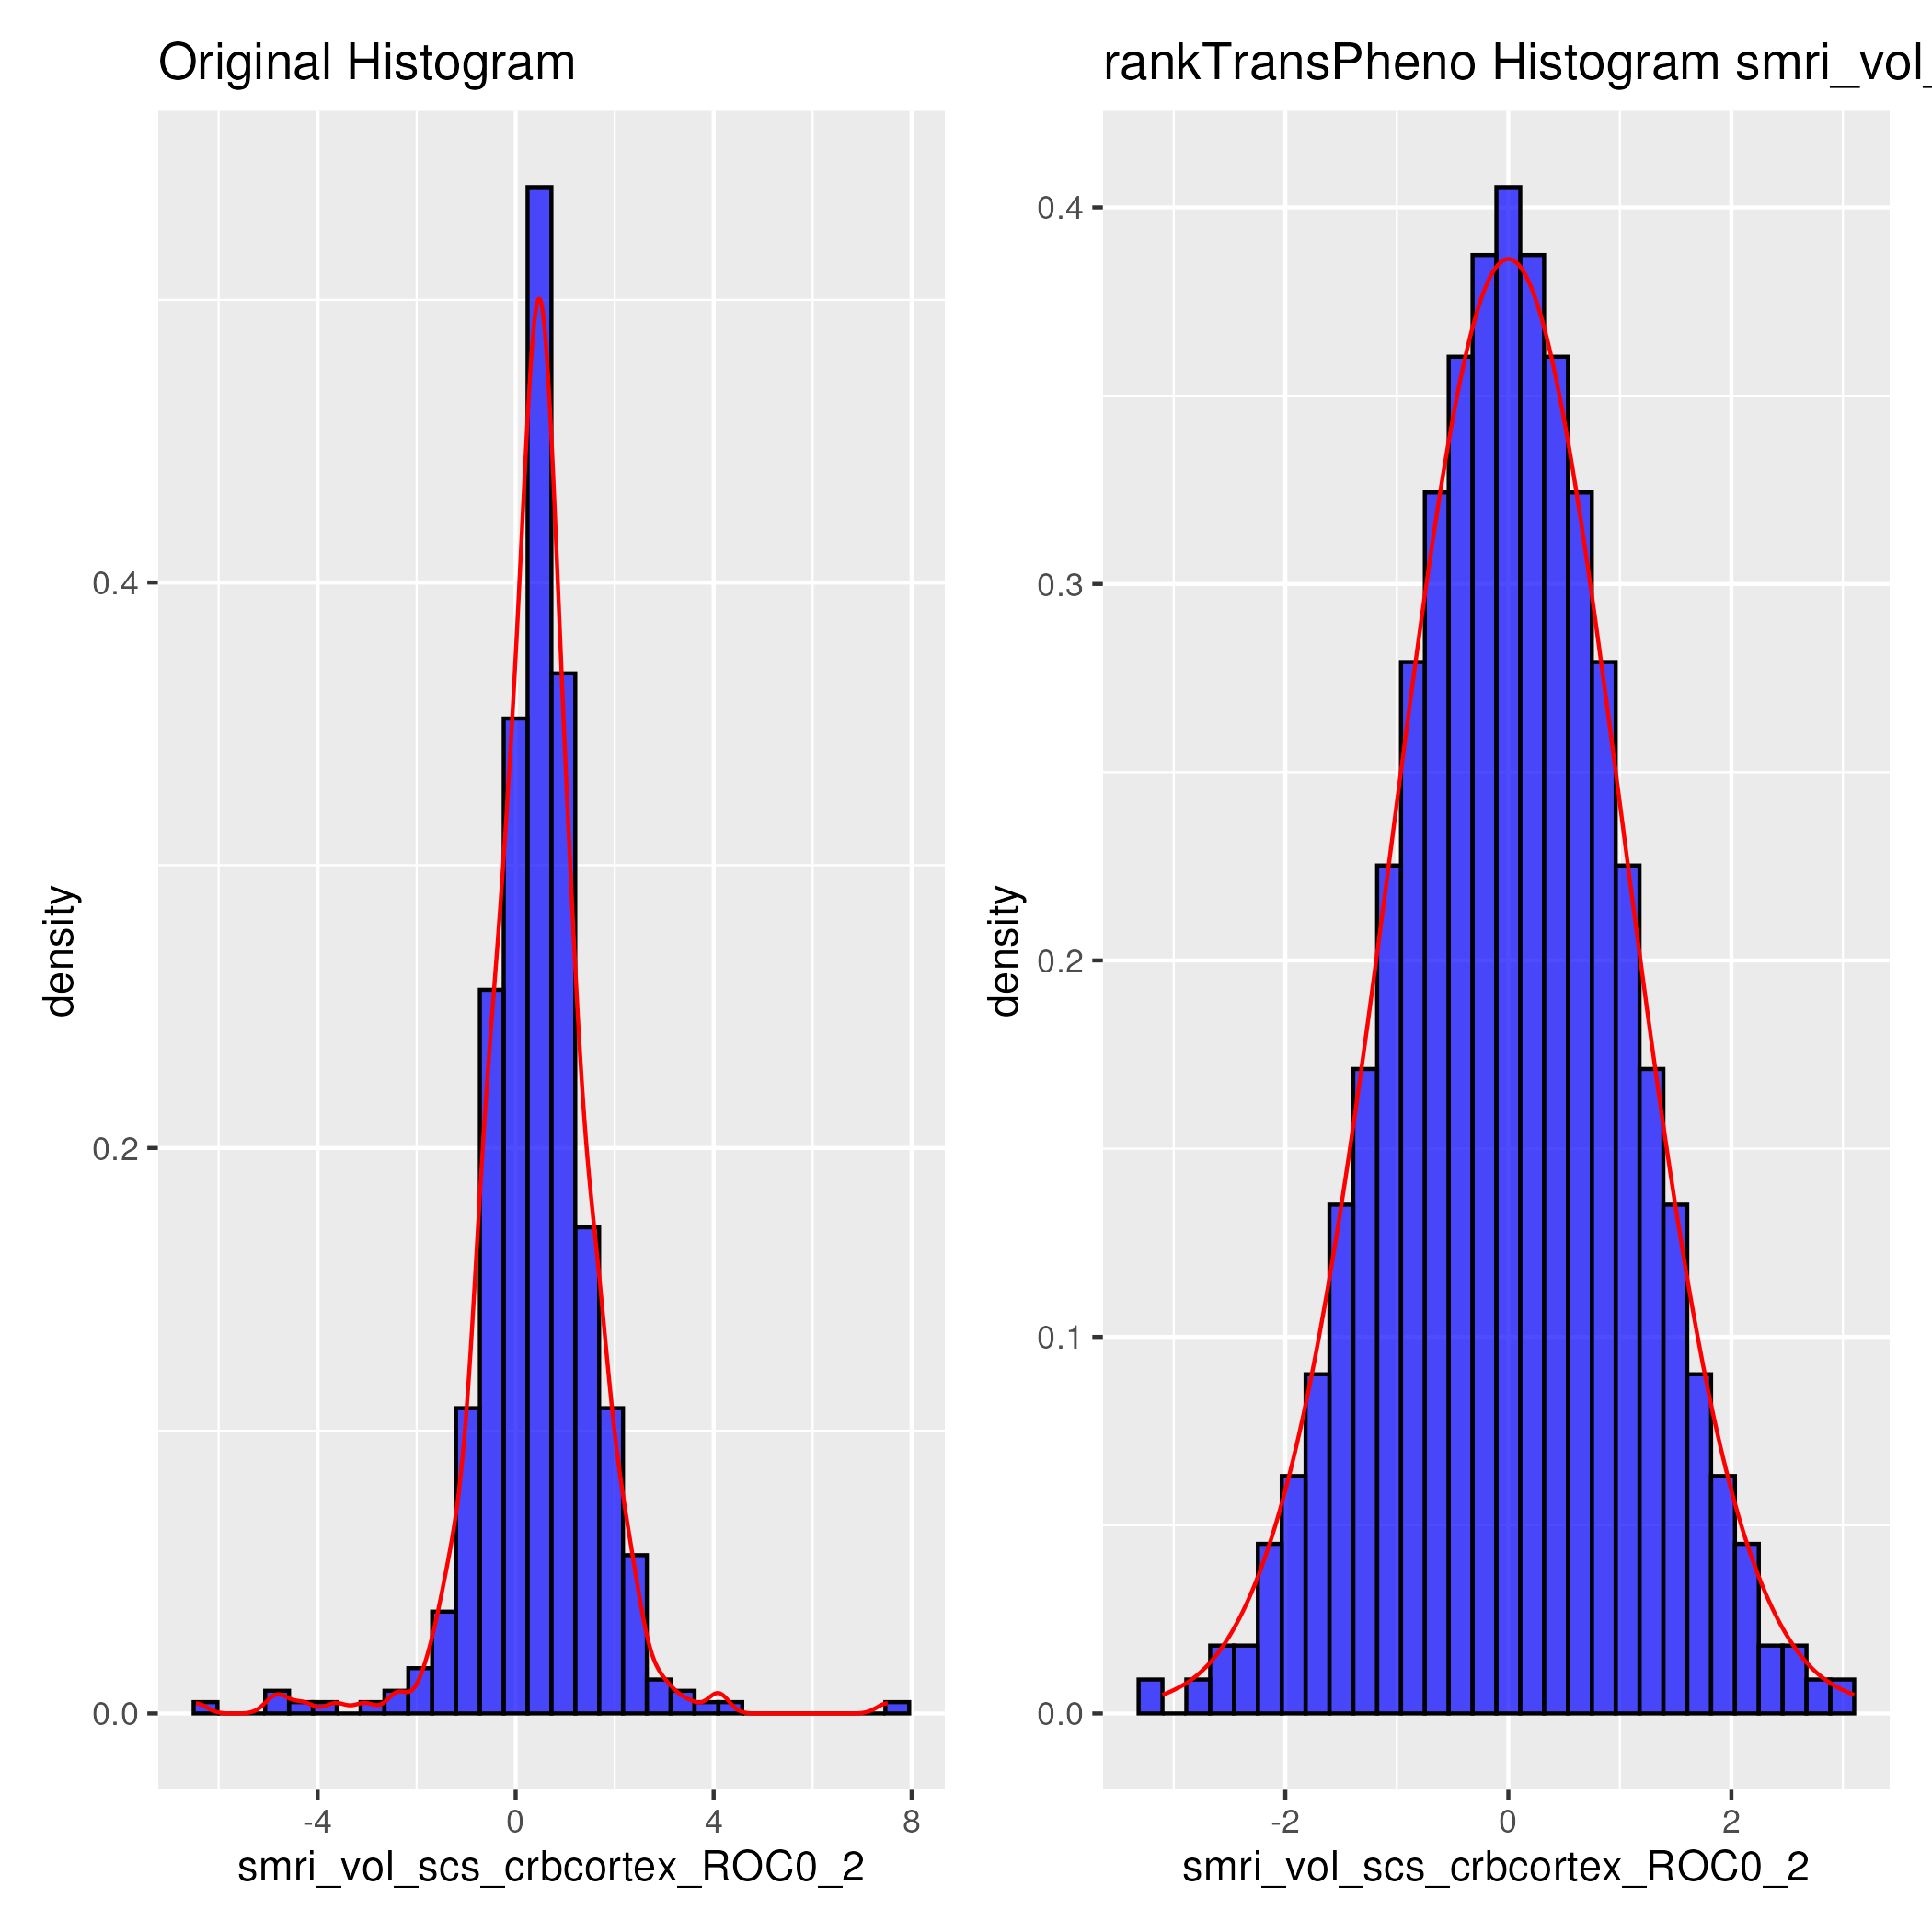 Original Histogram
density
0.4
0.2
0.0
-4 0 4 8
smri_vol_scs_crbcortex_ROC0_2
rankTransPheno Histogram smri_vol_
density
0.4
0.3
0.2
0.1
0.0
-2 0 2
smri_vol_scs_crbcortex_ROC0_2